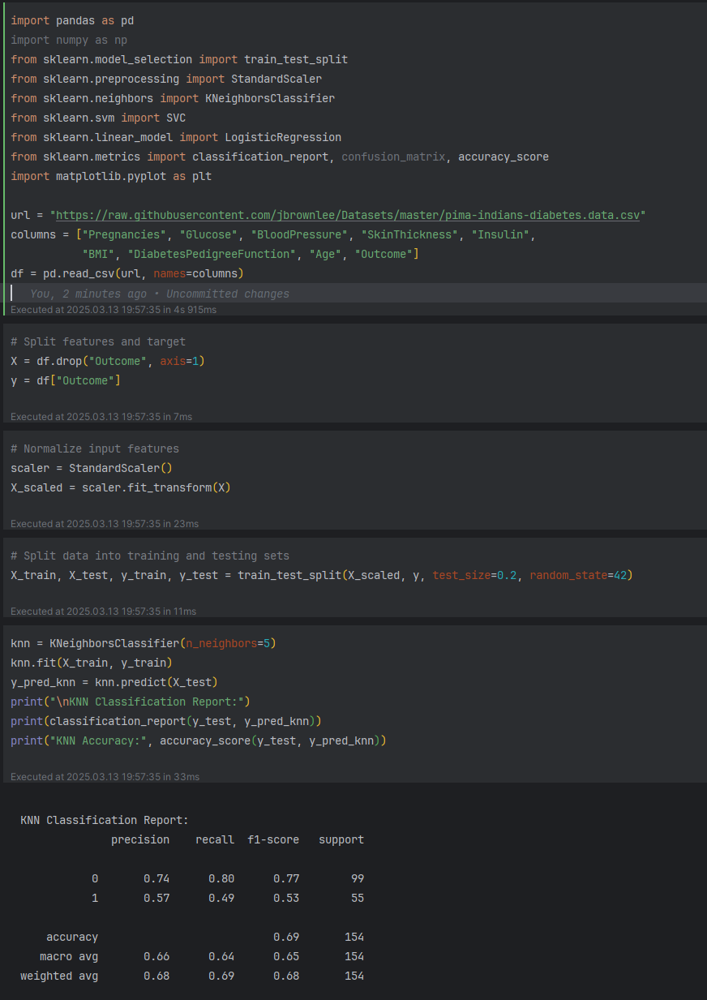 import pandas as pd
import numpy as np
from sklearn.model_selection import train_test_split
from sklearn.preprocessing import StandardScaler
from sklearn.neighbors import KNeighborsClassifier
from sklearn.svm import SVC
from sklearn.linear_model import LogisticRegression
from sklearn.metrics import classification_report, confusion_matrix, accuracy_score
import matplotlib.pyplot as plt

url = "https://raw.githubusercontent.com/jbrownlee/Datasets/master/pima-indians-diabetes.data.csv"
columns = ["Pregnancies", "Glucose", "BloodPressure", "SkinThickness", "Insulin",
           "BMI", "DiabetesPedigreeFunction", "Age", "Outcome"]
df = pd.read_csv(url, names=columns)
You, 2 minutes ago • Uncommitted changes
Executed at 2025.03.13 19:57:35 in 4s 915ms
# Split features and target
X = df.drop("Outcome", axis=1)
y = df["Outcome"]
Executed at 2025.03.13 19:57:35 in 7ms
# Normalize input features
scaler = StandardScaler()
X_scaled = scaler.fit_transform(X)
Executed at 2025.03.13 19:57:35 in 23ms
# Split data into training and testing sets
X_train, X_test, y_train, y_test = train_test_split(X_scaled, y, test_size=0.2, random_state=42)
Executed at 2025.03.13 19:57:35 in 11ms
knn = KNeighborsClassifier(n_neighbors=5)
knn.fit(X_train, y_train)
y_pred_knn = knn.predict(X_test)
print("\nKNN Classification Report:")
print(classification_report(y_test, y_pred_knn))
print("KNN Accuracy:", accuracy_score(y_test, y_pred_knn))
Executed at 2025.03.13 19:57:35 in 33ms
KNN Classification Report:
              precision    recall  f1-score   support

           0       0.74      0.80      0.77        99
           1       0.57      0.49      0.53        55

    accuracy                           0.69       154
   macro avg       0.66      0.64      0.65       154
weighted avg       0.68      0.69      0.68       154